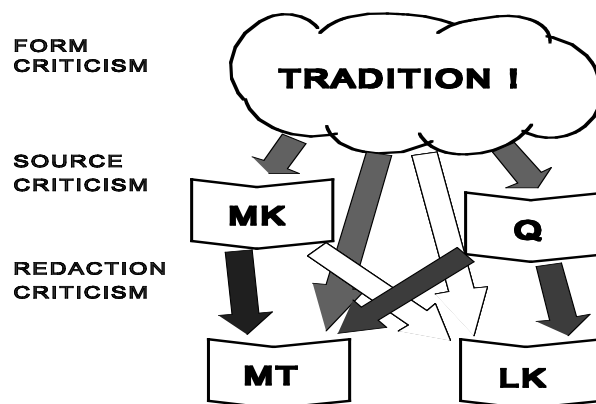 FORM
CRITICISM
TRADITION !
SOURCE
CRITICISM
MK
Q
REDACTION
CRITICISM
MT
LK